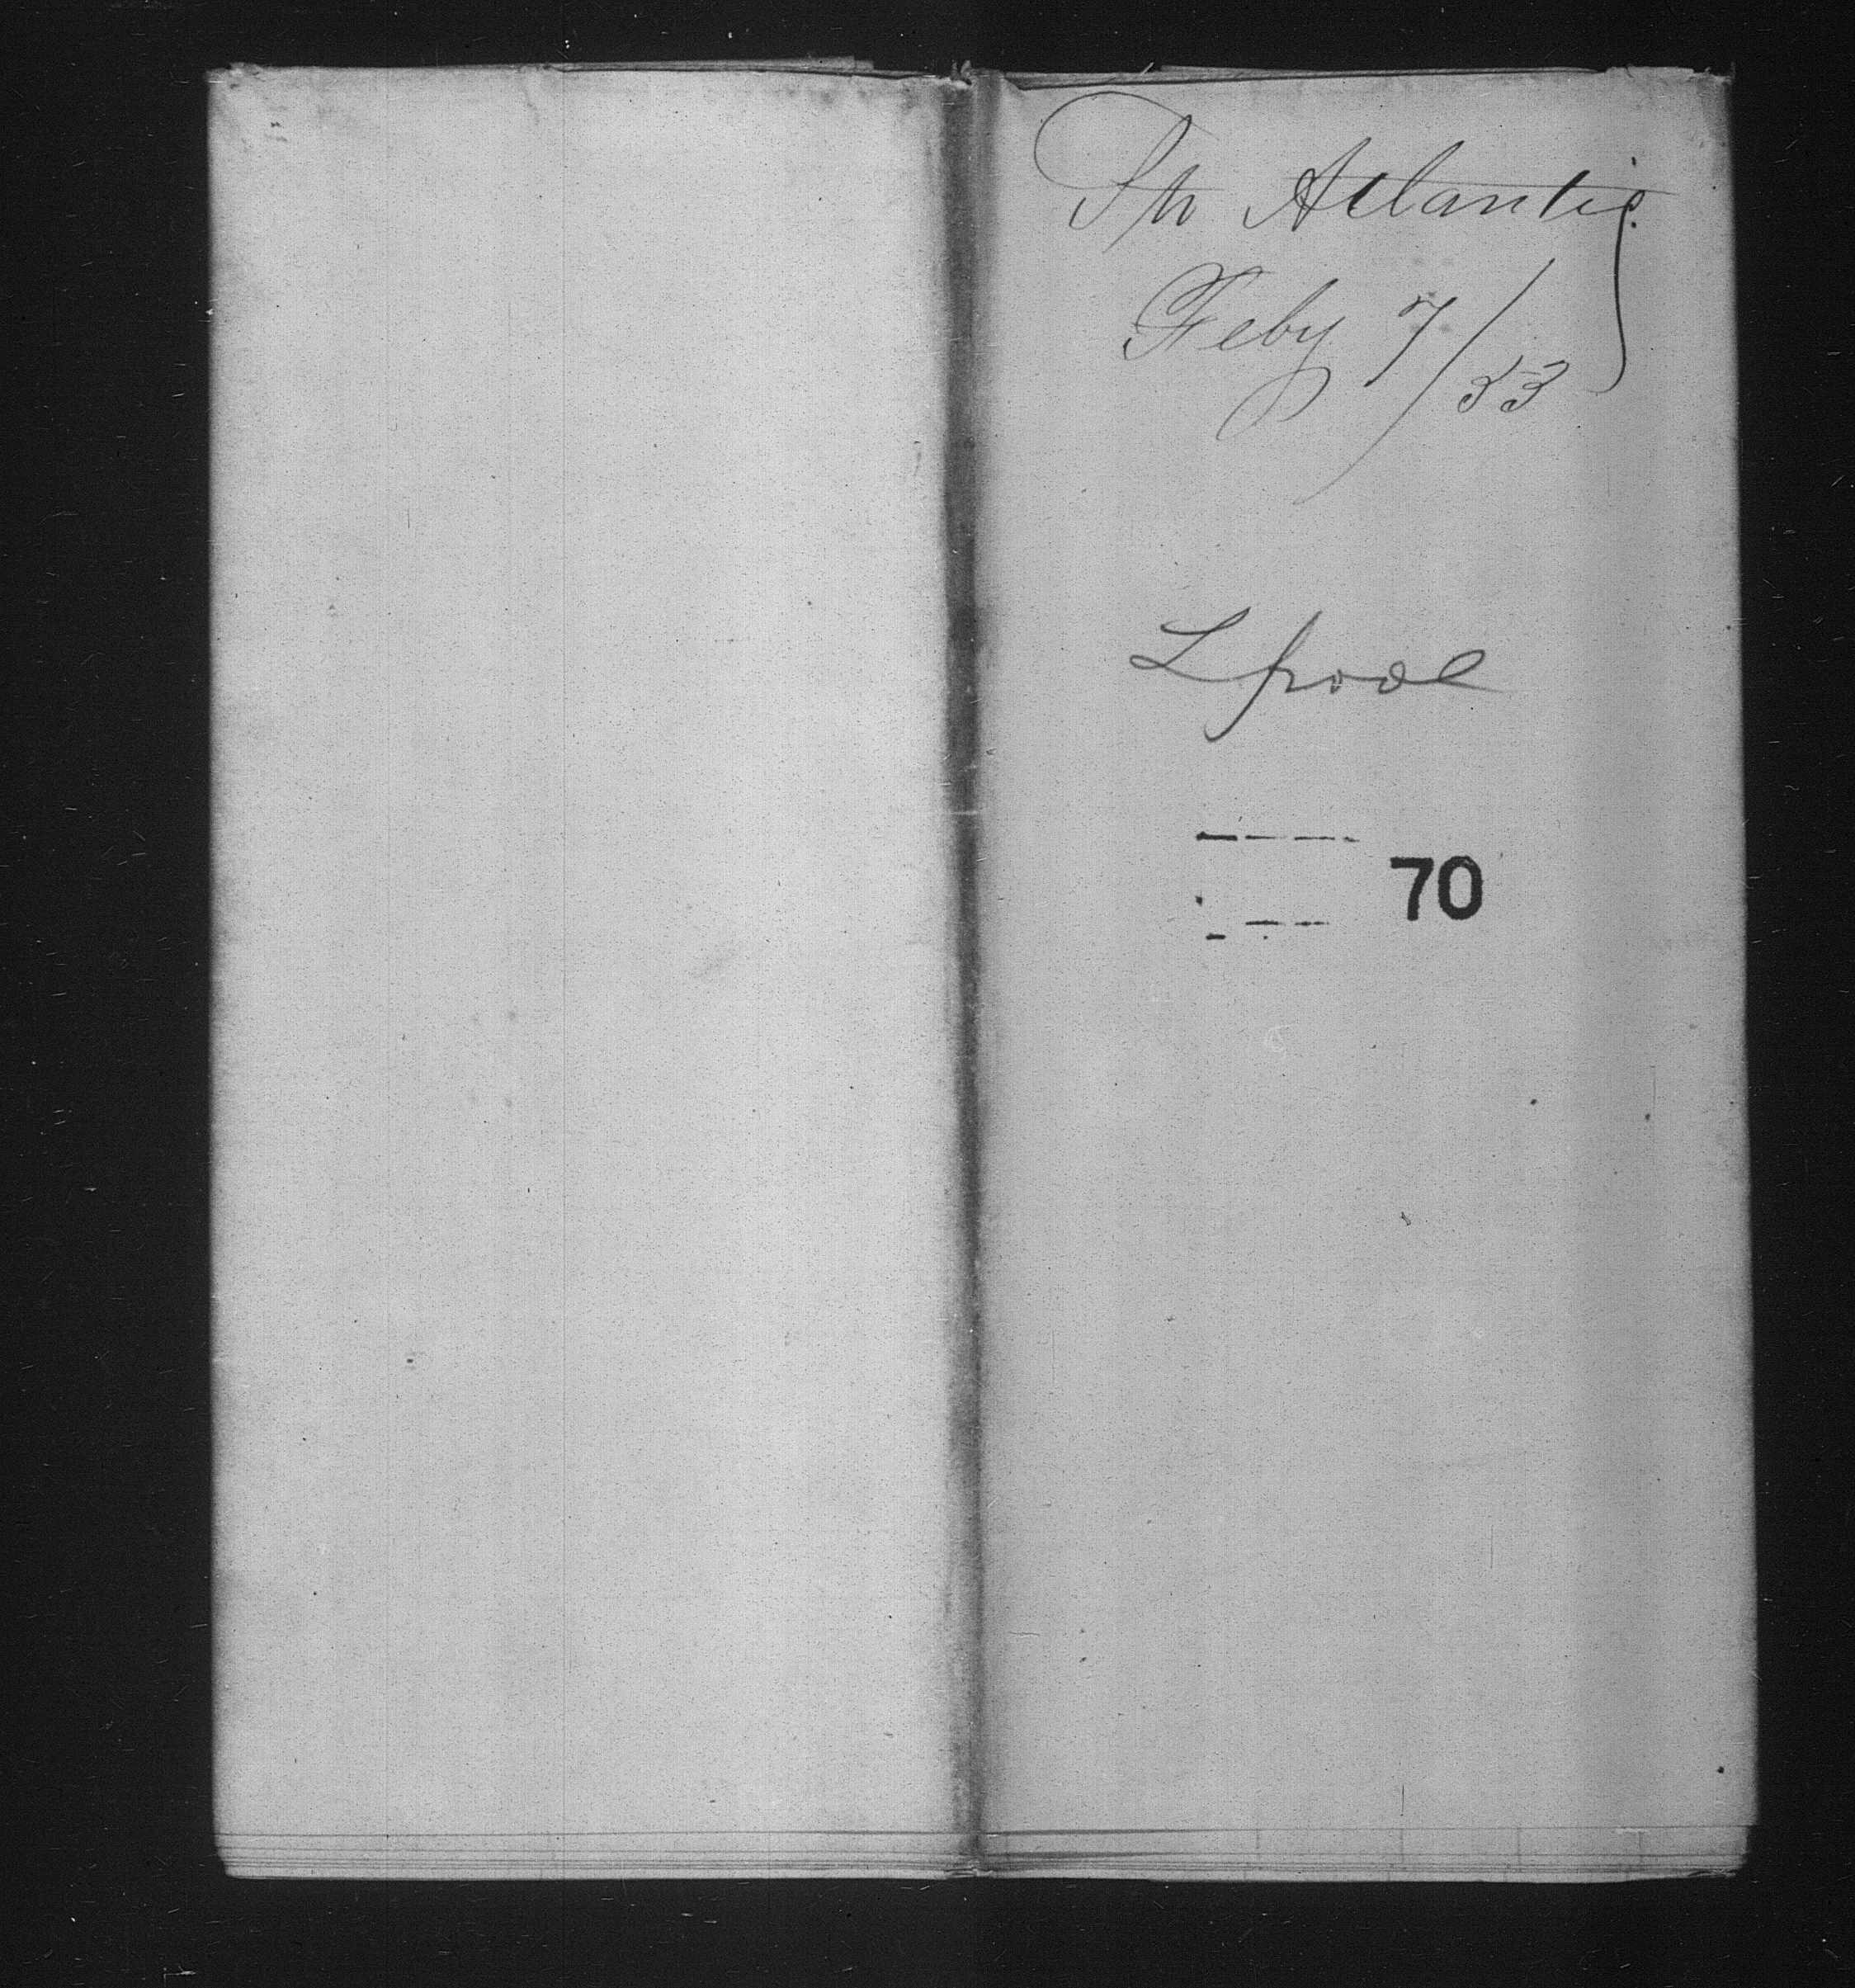 Sh Atlantic.
Feby 7/53
Lpool
70